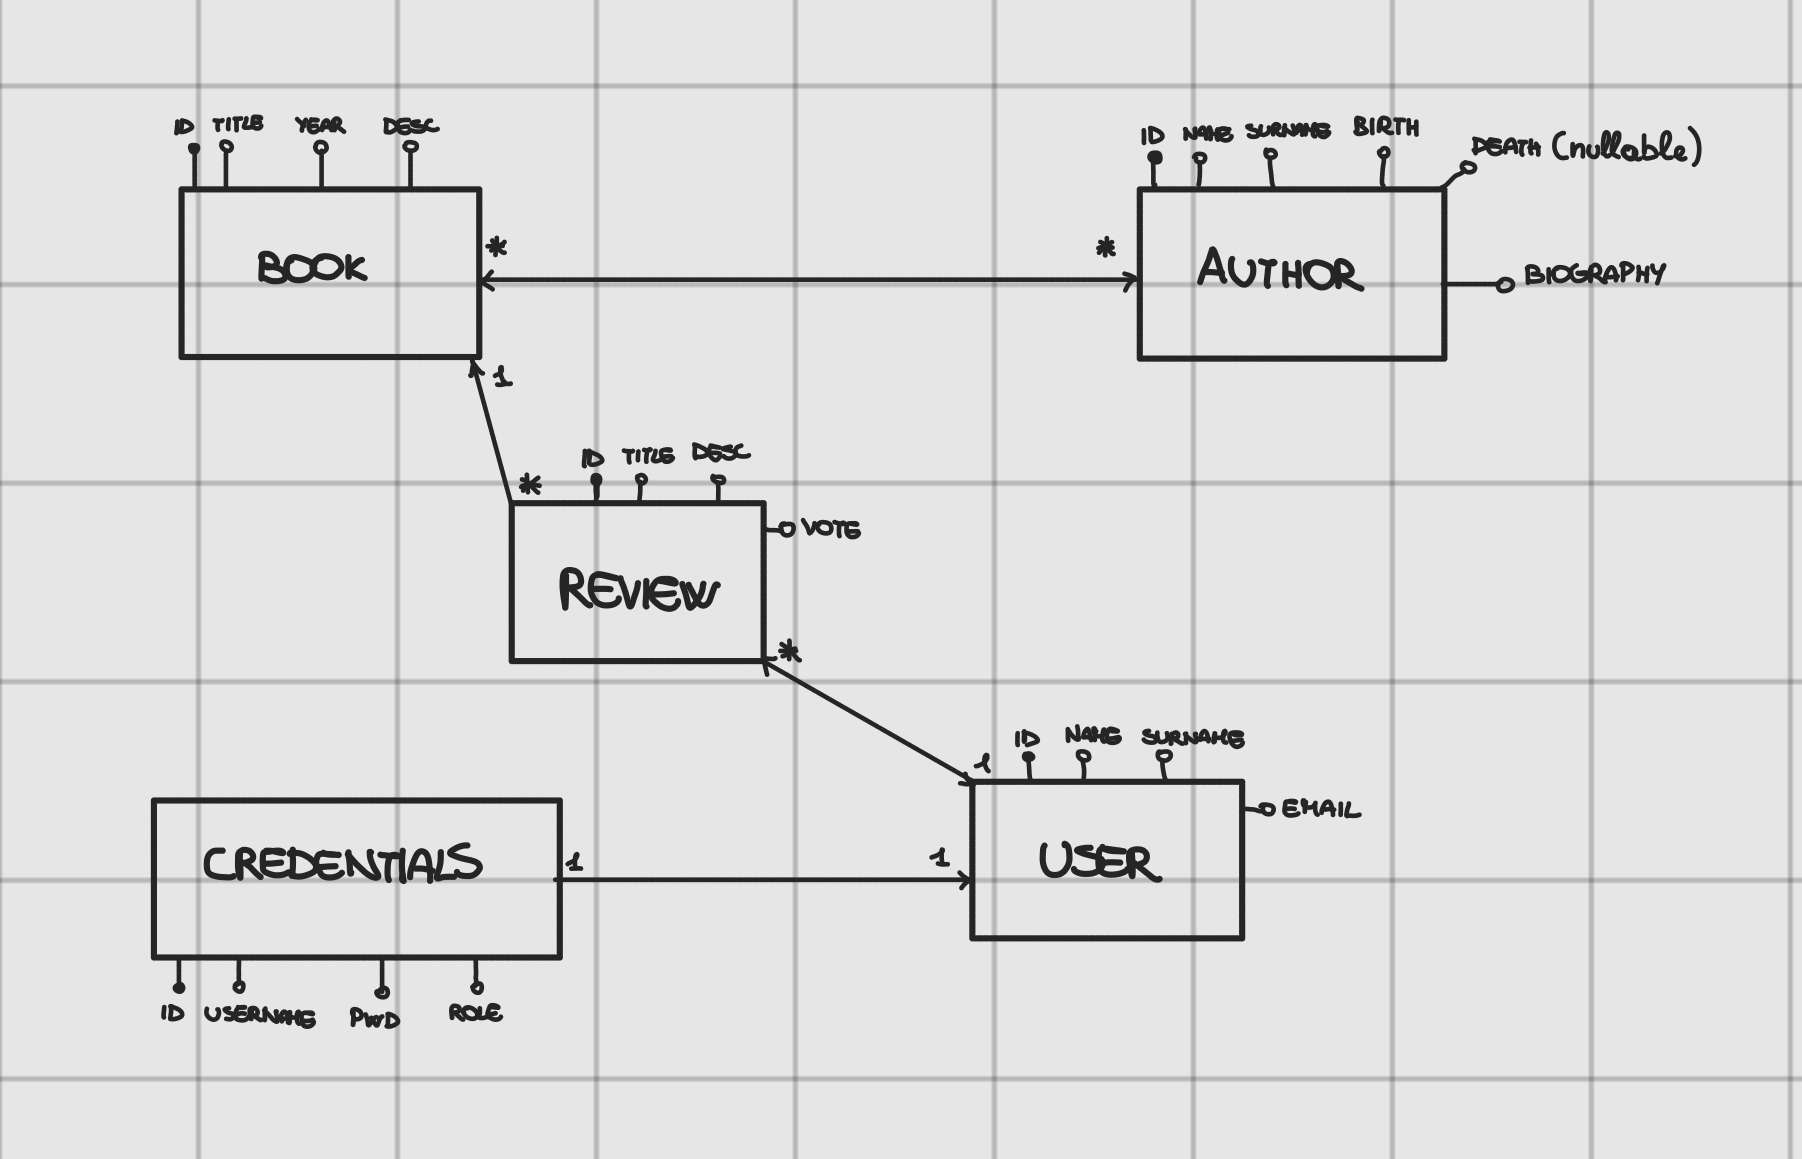 ID TITLE YEAR DESC
BOOK
*
*
1
ID NAME SURNAME BIRTH
DEATH (nullable)
AUTHOR
BIOGRAPHY
*
ID TITLE DESC
VOTE
REVIEW
*
1
ID NAME SURNAME
EMAIL
USER
CREDENTIALS
1
1
ID USERNAME PWD ROLE